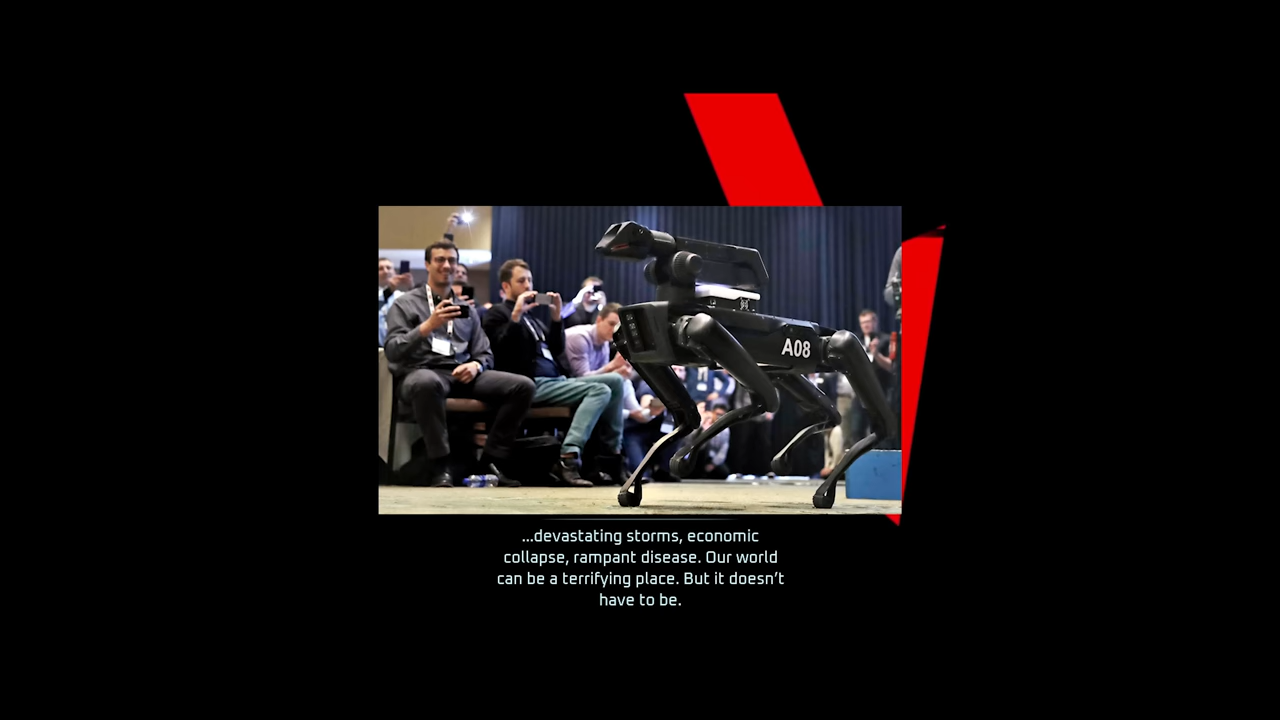 A08
...devastating storms, economic
collapse, rampant disease. Our world
can be a terrifying place. But it doesn’t
have to be.